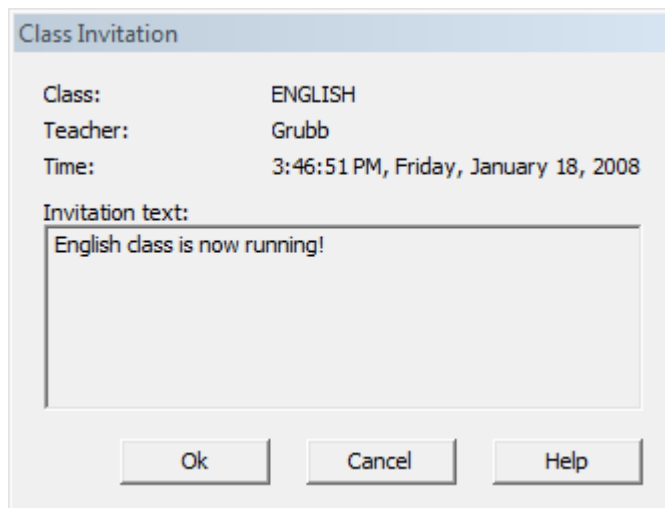 Class Invitation
Class: ENGLISH
Teacher: Grubb
Time: 3:46:51 PM, Friday, January 18, 2008
Invitation text:
English class is now running!
Ok Cancel Help